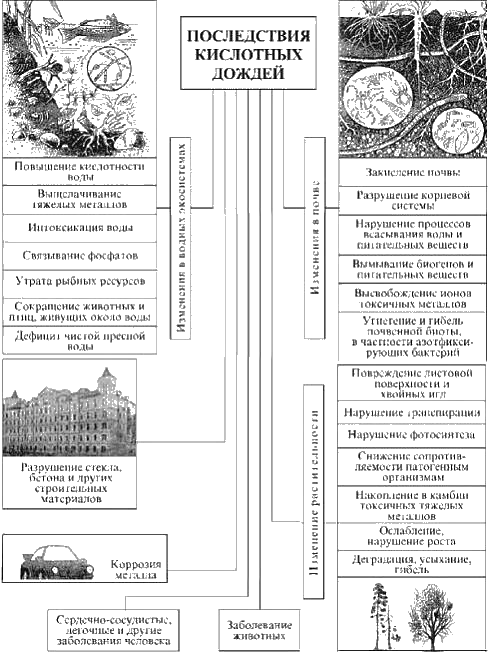 ПОСЛЕДСТВИЯ
КИСЛОТНЫХ
ДОЖДЕЙ
Изменения в водных экосистемах
Повышение кислотности
воды
Выщелачивание
тяжелых металлов
Интоксикация воды
Связывание фосфатов
Утрата рыбных ресурсов
Сокращение животных и
птиц, живущих около воды
Дефицит чистой пресной
воды
Разрушение стекла,
бетона и других
строительных
материалов
Коррозия
металла
Сердечно-сосудистые,
легочные и другие
заболевания человека
Заболевание
животных
Изменения в почве
Закисление почвы
Разрушение корневой
системы
Нарушение процессов
всасывания воды и
питательных веществ
Вымывание биогенов и
питательных веществ
Высвобождение ионов
токсичных металлов
Угнетение и гибель
почвенной биоты,
в частности азотфикси-
рующих бактерий
Изменение растительности
Повреждение листовой
поверхности и
хвойных игл
Нарушение транспирации
Нарушение фотосинтеза
Снижение сопротив-
ляемости патогенным
организмам
Накопление в камбии
токсичных тяжелых
металлов
Ослабление,
нарушение роста
Деградация, усыхание,
гибель